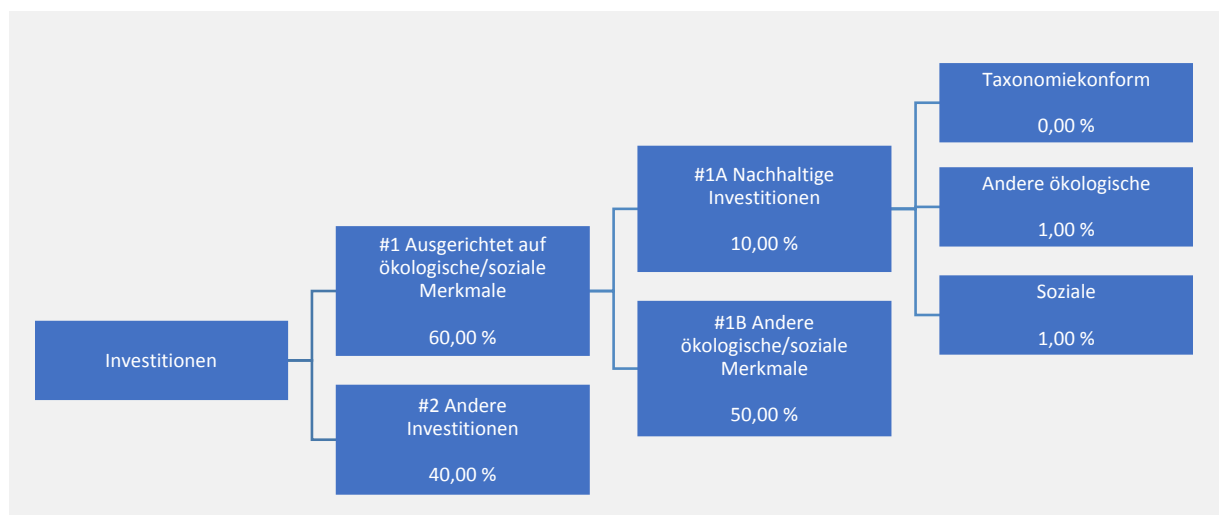 Investitionen
#1 Ausgerichtet auf
ökologische/soziale
Merkmale
60,00 %
#2 Andere
Investitionen
40,00 %
#1A Nachhaltige
Investitionen
10,00 %
#1B Andere
ökologische/soziale
Merkmale
50,00 %
Taxonomiekonform
0,00 %
Andere ökologische
1,00 %
Soziale
1,00 %